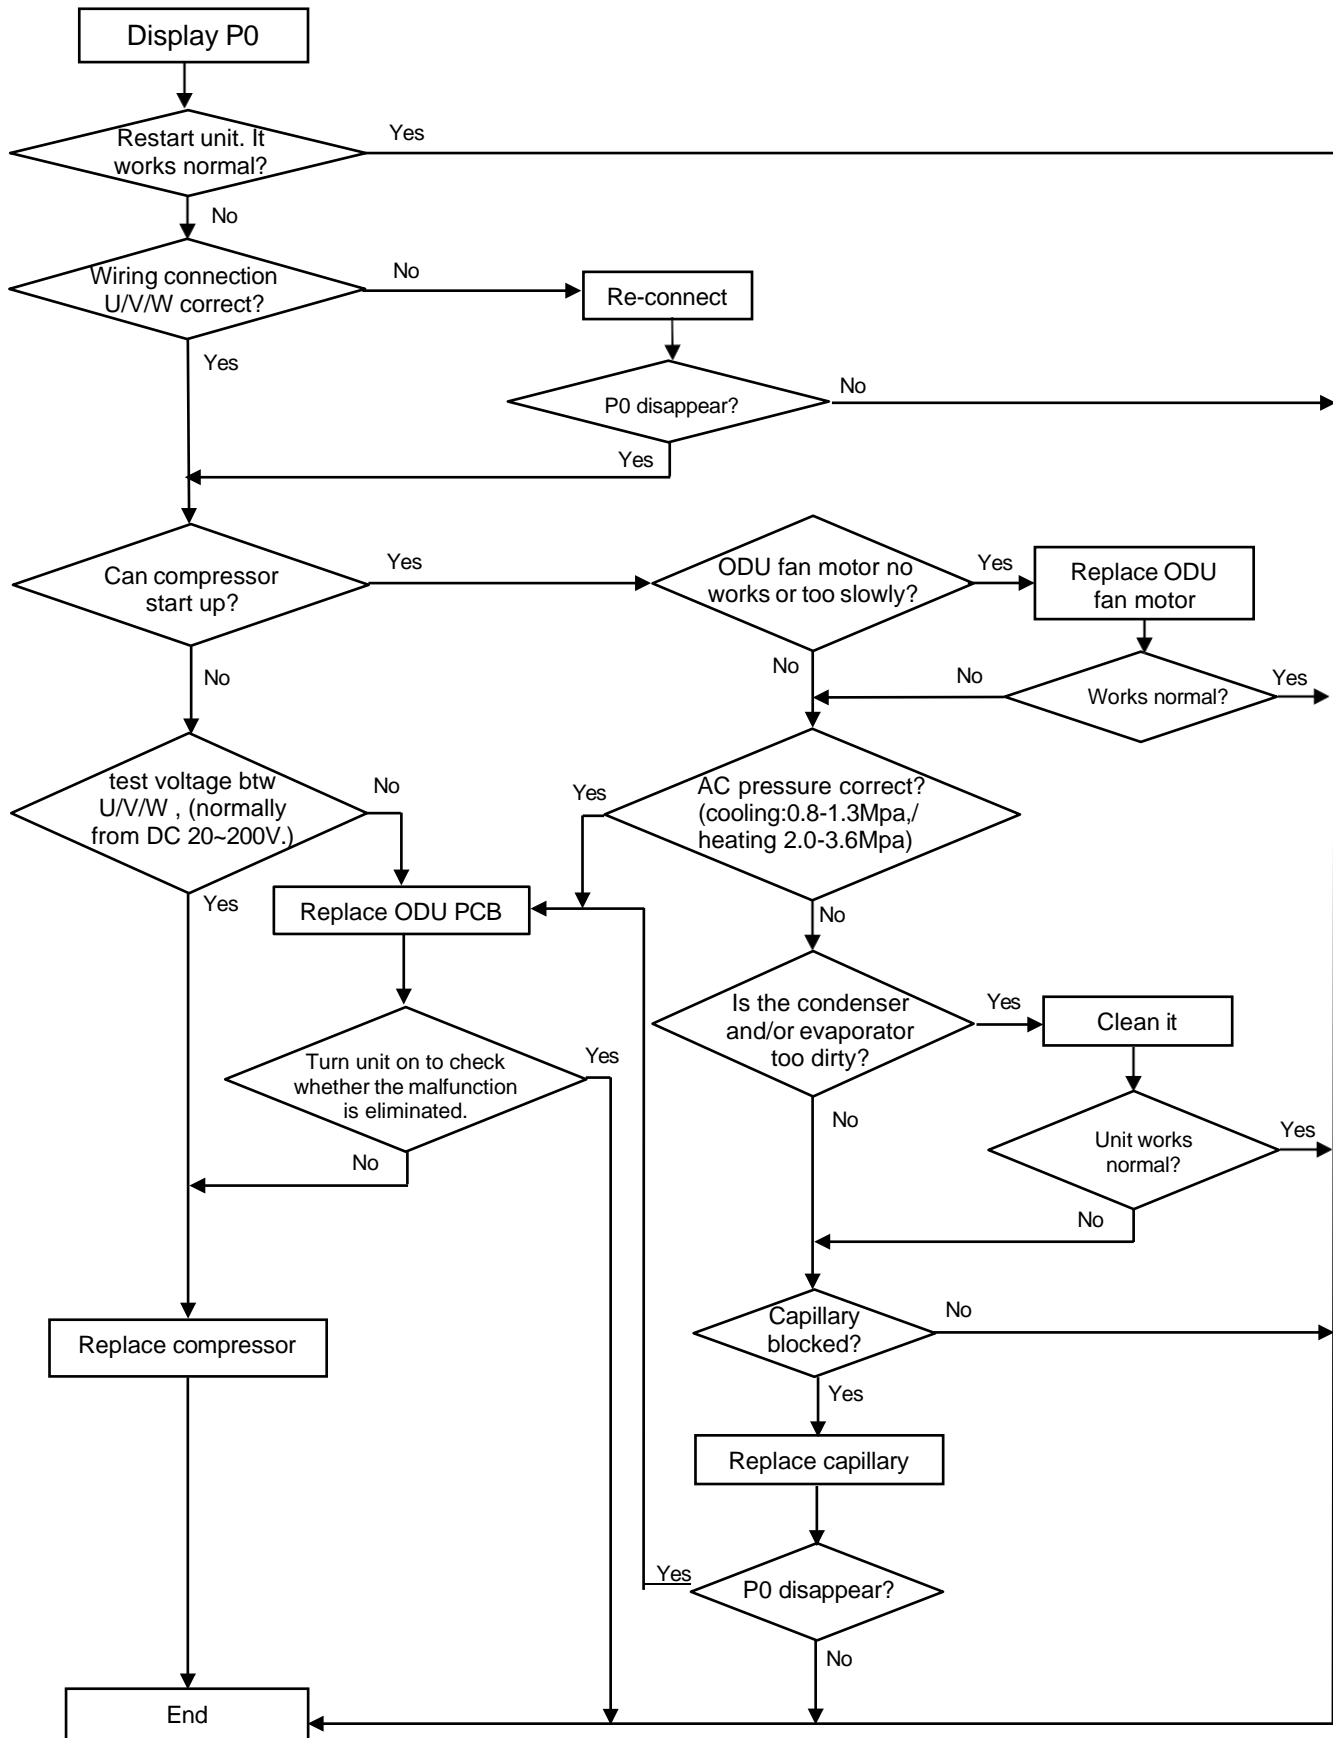 Display P0
Restart unit. It
works normal?
Yes
No
Wiring connection
U/V/W correct?
No
Re-connect
Yes
P0 disappear?
No
Yes
Can compressor
start up?
Yes
ODU fan motor no
works or too slowly?
Yes
Replace ODU
fan motor
No
No
No
Works normal?
Yes
test voltage btw
U/V/W , (normally
from DC 20~200V.)
No
Yes
AC pressure correct?
(cooling:0.8-1.3Mpa,/
heating 2.0-3.6Mpa)
Yes
Replace ODU PCB
No
Is the condenser
and/or evaporator
too dirty?
Yes
Clean it
Turn unit on to check
whether the malfunction
is eliminated.
Yes
No
No
Unit works
normal?
Yes
No
Capillary
blocked?
No
Replace compressor
Yes
Replace capillary
Yes
P0 disappear?
No
End